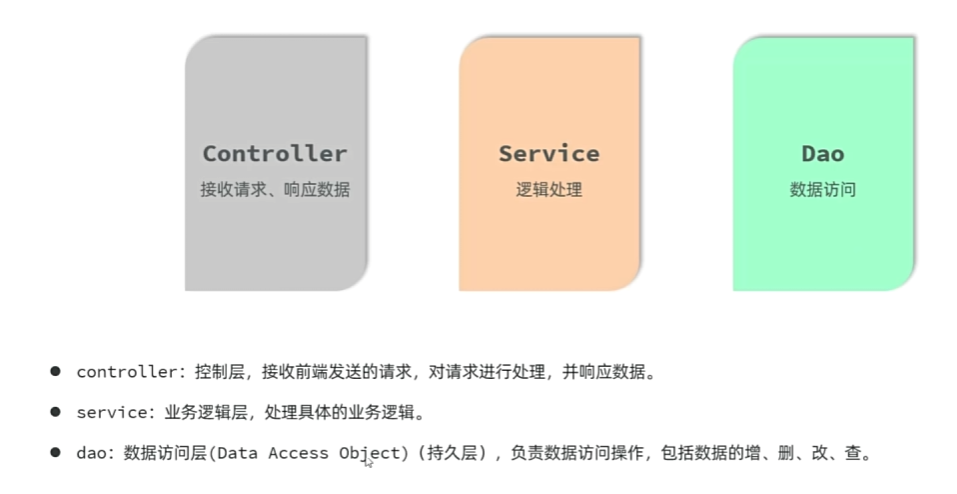 Controller
接收请求、响应数据
Service
逻辑处理
Dao
数据访问
controller：控制层，接收前端发送的请求，对请求进行处理，并响应数据。
service：业务逻辑层，处理具体的业务逻辑。
dao：数据访问层(Data Access Object)（持久层），负责数据访问操作，包括数据的增、删、改、查。